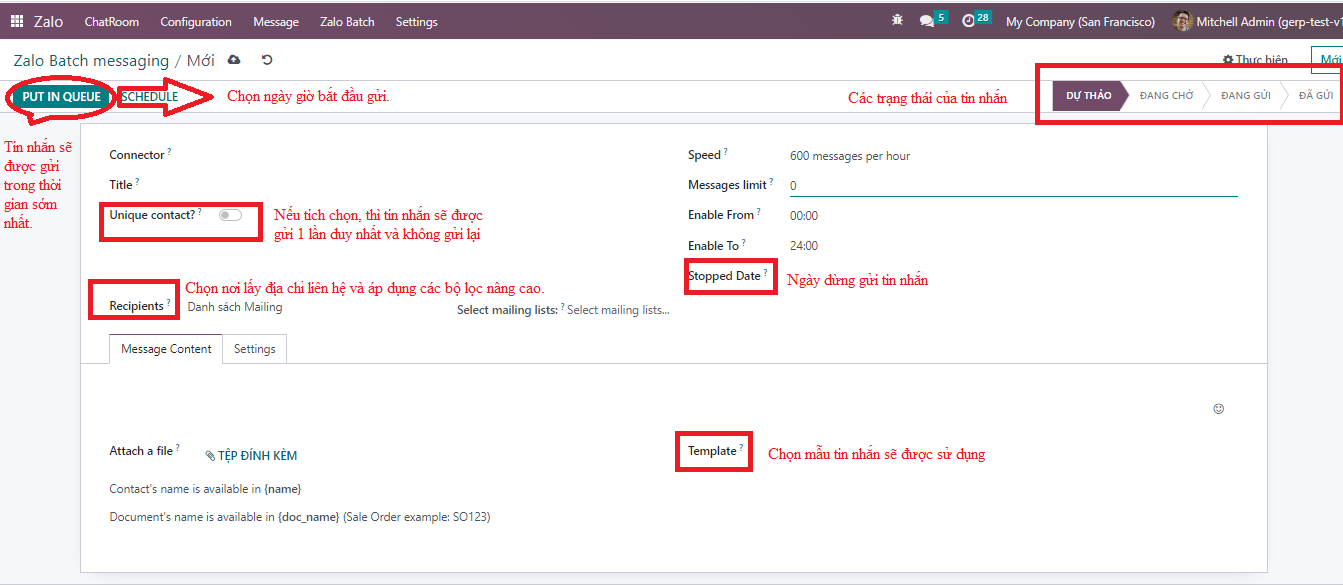 Zalo ChatRoom Configuration Message Zalo Batch Settings 5 28 My Company (San Francisco) Mitchell Admin (gerp-test-v1
Zalo Batch messaging / Mới Thực hiện Mới
PUT IN QUEUE SCHEDULE Chọn ngày giờ bắt đầu gửi. Các trạng thái của tin nhắn DỰ THẢO ĐANG CHỜ ĐANG GỬI ĐÃ GỬI
Tin nhắn sẽ
được gửi
trong thời
gian sớm
nhất.
Connector ? Speed ? 600 messages per hour
Title ? Messages limit ? 0
Unique contact? ? Nếu tích chọn, thì tin nhắn sẽ được Enable From ? 00:00
gửi 1 lần duy nhất và không gửi lại
Enable To ? 24:00
Stopped Date ? Ngày dừng gửi tin nhắn
Chọn nơi lấy địa chỉ liên hệ và áp dụng các bộ lọc nâng cao.
Recipients ? Danh sách Mailing Select mailing lists: ? Select mailing lists...
Message Content Settings
Attach a file ? TỆP ĐÍNH KÈM Template ? Chọn mẫu tin nhắn sẽ được sử dụng
Contact's name is available in {name}
Document's name is available in {doc_name} (Sale Order example: SO123)